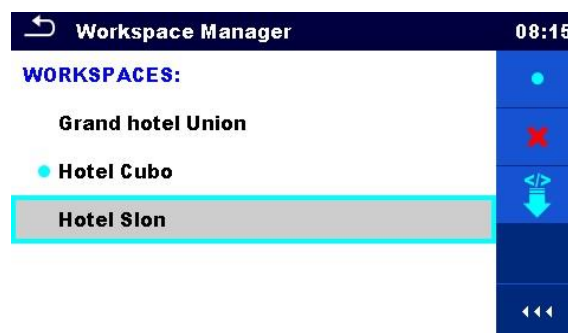 Workspace Manager 08:15
WORKSPACES:
Grand hotel Union
Hotel Cubo
Hotel Slon